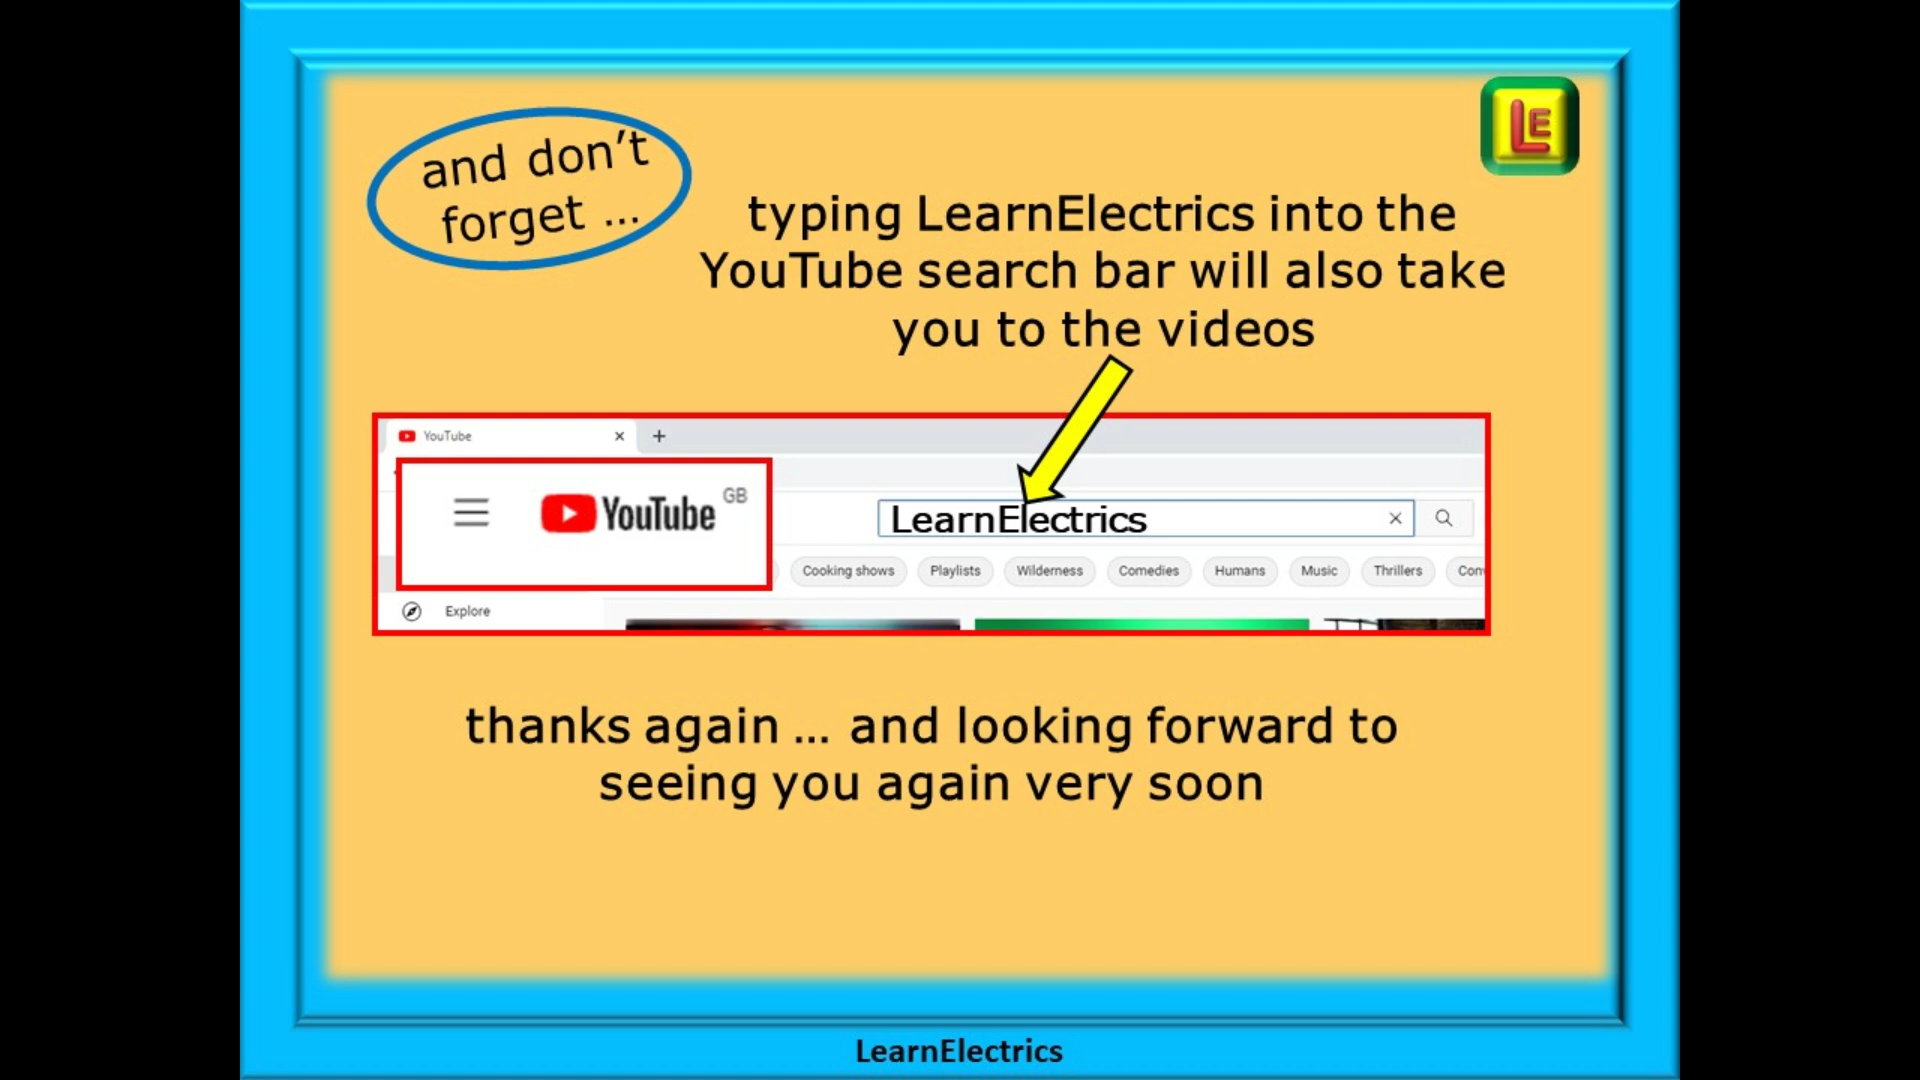 and don't
forget ...
LE
typing LearnElectrics into the
YouTube search bar will also take
you to the videos
YouTube
YouTube GB
LearnElectrics
Cooking shows Playlists Wilderness Comedies Humans Music Thrillers
Explore
thanks again ... and looking forward to
seeing you again very soon
LearnElectrics